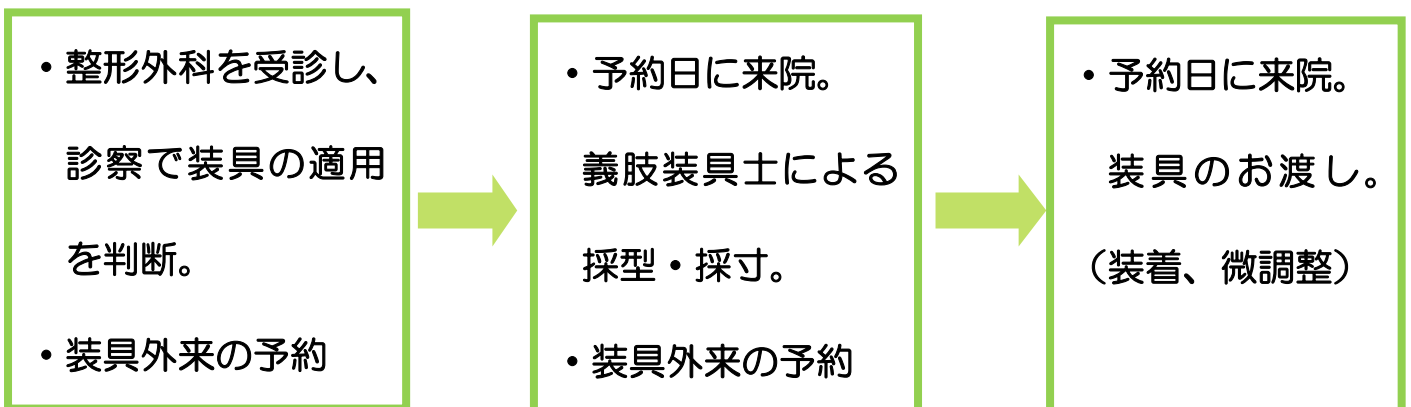 ・整形外科を受診し、
診察で装具の適用
を判断。
・装具外来の予約
・予約日に来院。
義肢装具士による
採型・採寸。
・装具外来の予約
・予約日に来院。
装具のお渡し。
（装着、微調整）